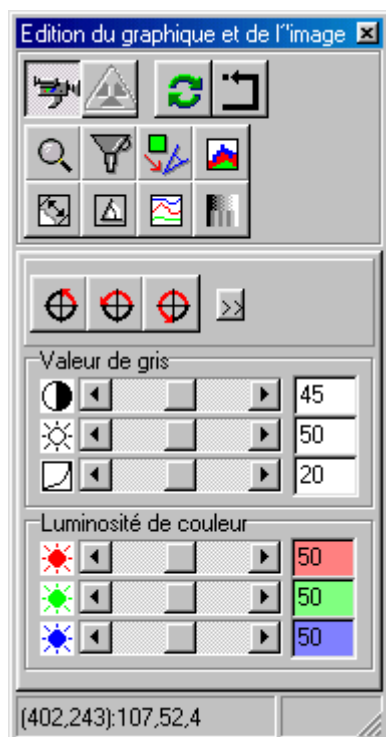 Edition du graphique et de l'image
>>
Valeur de gris
45
50
20
Luminosité de couleur
50
50
50
(402,243):107,52,4